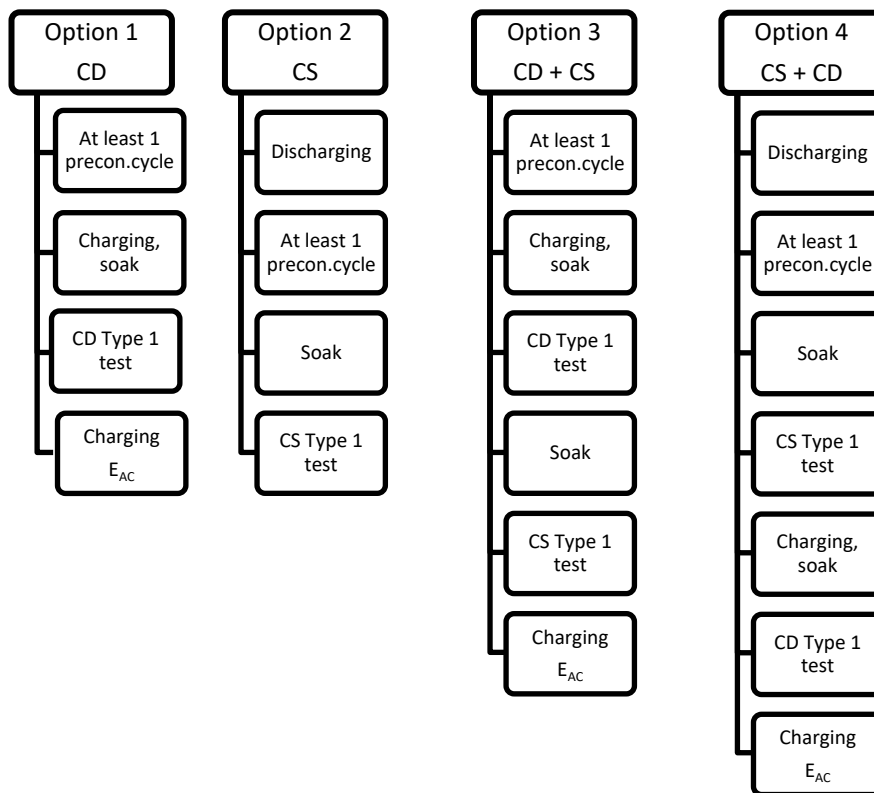 Option 1
CD
At least 1
precon.cycle
Charging,
soak
CD Type 1
test
Charging
EAC
Option 2
CS
Discharging
At least 1
precon.cycle
Soak
CS Type 1
test
Option 3
CD + CS
At least 1
precon.cycle
Charging,
soak
CD Type 1
test
Soak
CS Type 1
test
Charging
EAC
Option 4
CS + CD
Discharging
At least 1
precon.cycle
Soak
CS Type 1
test
Charging,
soak
CD Type 1
test
Charging
EAC